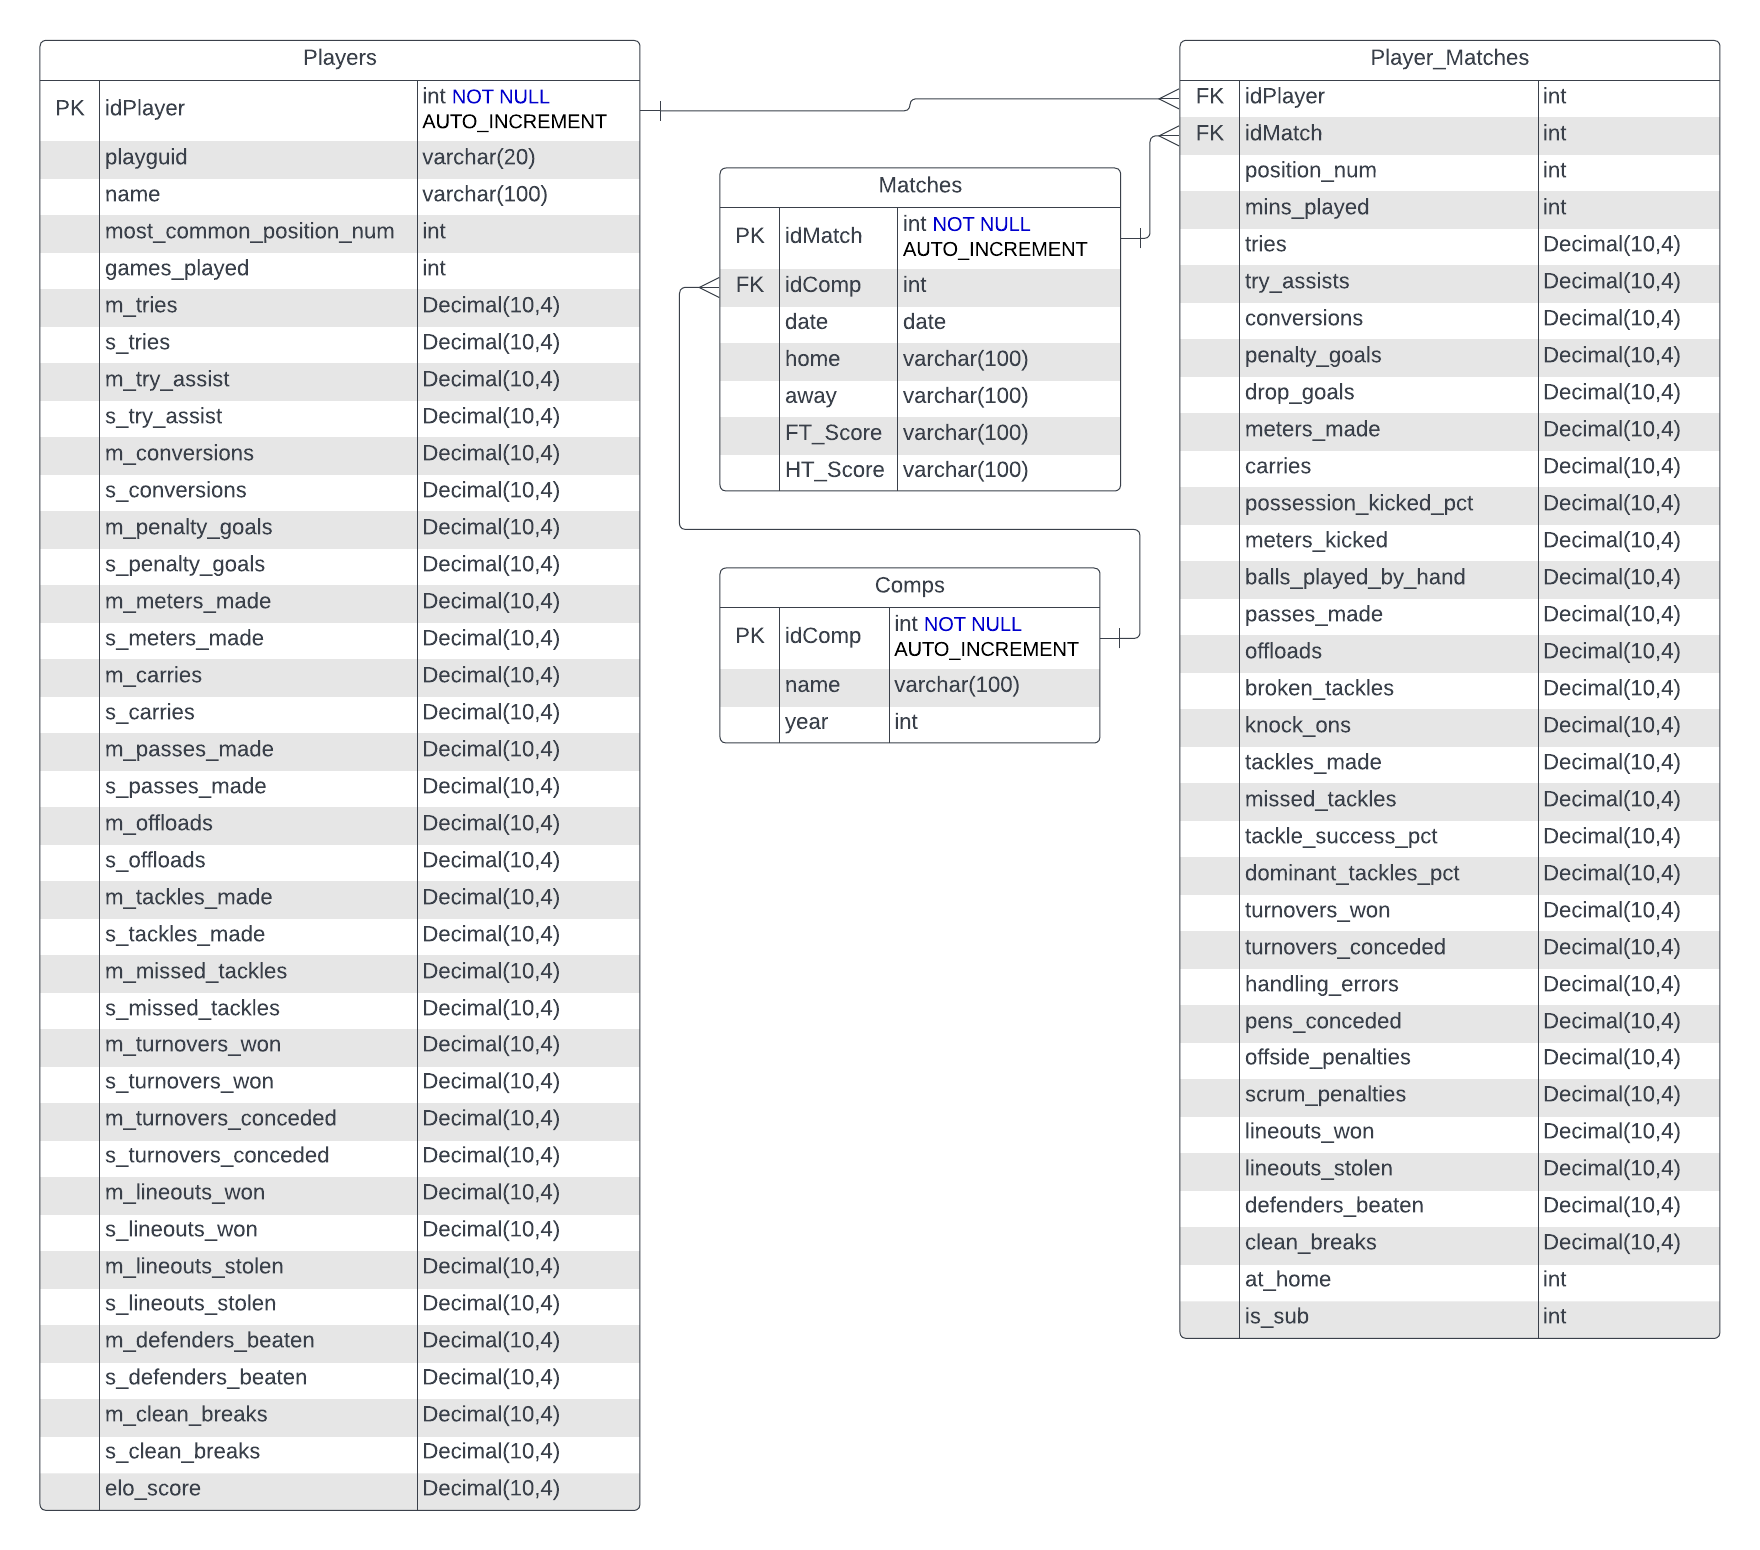 Players
PK idPlayer int NOT NULL
AUTO_INCREMENT
playguid varchar(20)
name varchar(100)
most_common_position_num int
games_played int
m_tries Decimal(10,4)
s_tries Decimal(10,4)
m_try_assist Decimal(10,4)
s_try_assist Decimal(10,4)
m_conversions Decimal(10,4)
s_conversions Decimal(10,4)
m_penalty_goals Decimal(10,4)
s_penalty_goals Decimal(10,4)
m_meters_made Decimal(10,4)
s_meters_made Decimal(10,4)
m_carries Decimal(10,4)
s_carries Decimal(10,4)
m_passes_made Decimal(10,4)
s_passes_made Decimal(10,4)
m_offloads Decimal(10,4)
s_offloads Decimal(10,4)
m_tackles_made Decimal(10,4)
s_tackles_made Decimal(10,4)
m_missed_tackles Decimal(10,4)
s_missed_tackles Decimal(10,4)
m_turnovers_won Decimal(10,4)
s_turnovers_won Decimal(10,4)
m_turnovers_conceded Decimal(10,4)
s_turnovers_conceded Decimal(10,4)
m_lineouts_won Decimal(10,4)
s_lineouts_won Decimal(10,4)
m_lineouts_stolen Decimal(10,4)
s_lineouts_stolen Decimal(10,4)
m_defenders_beaten Decimal(10,4)
s_defenders_beaten Decimal(10,4)
m_clean_breaks Decimal(10,4)
s_clean_breaks Decimal(10,4)
elo_score Decimal(10,4)
Matches
PK idMatch int NOT NULL
AUTO_INCREMENT
FK idComp int
date date
home varchar(100)
away varchar(100)
FT_Score varchar(100)
HT_Score varchar(100)
Comps
PK idComp int NOT NULL
AUTO_INCREMENT
name varchar(100)
year int
Player_Matches
FK idPlayer int
FK idMatch int
position_num int
mins_played int
tries Decimal(10,4)
try_assists Decimal(10,4)
conversions Decimal(10,4)
penalty_goals Decimal(10,4)
drop_goals Decimal(10,4)
meters_made Decimal(10,4)
carries Decimal(10,4)
possession_kicked_pct Decimal(10,4)
meters_kicked Decimal(10,4)
balls_played_by_hand Decimal(10,4)
passes_made Decimal(10,4)
offloads Decimal(10,4)
broken_tackles Decimal(10,4)
knock_ons Decimal(10,4)
tackles_made Decimal(10,4)
missed_tackles Decimal(10,4)
tackle_success_pct Decimal(10,4)
dominant_tackles_pct Decimal(10,4)
turnovers_won Decimal(10,4)
turnovers_conceded Decimal(10,4)
handling_errors Decimal(10,4)
pens_conceded Decimal(10,4)
offside_penalties Decimal(10,4)
scrum_penalties Decimal(10,4)
lineouts_won Decimal(10,4)
lineouts_stolen Decimal(10,4)
defenders_beaten Decimal(10,4)
clean_breaks Decimal(10,4)
at_home int
is_sub int